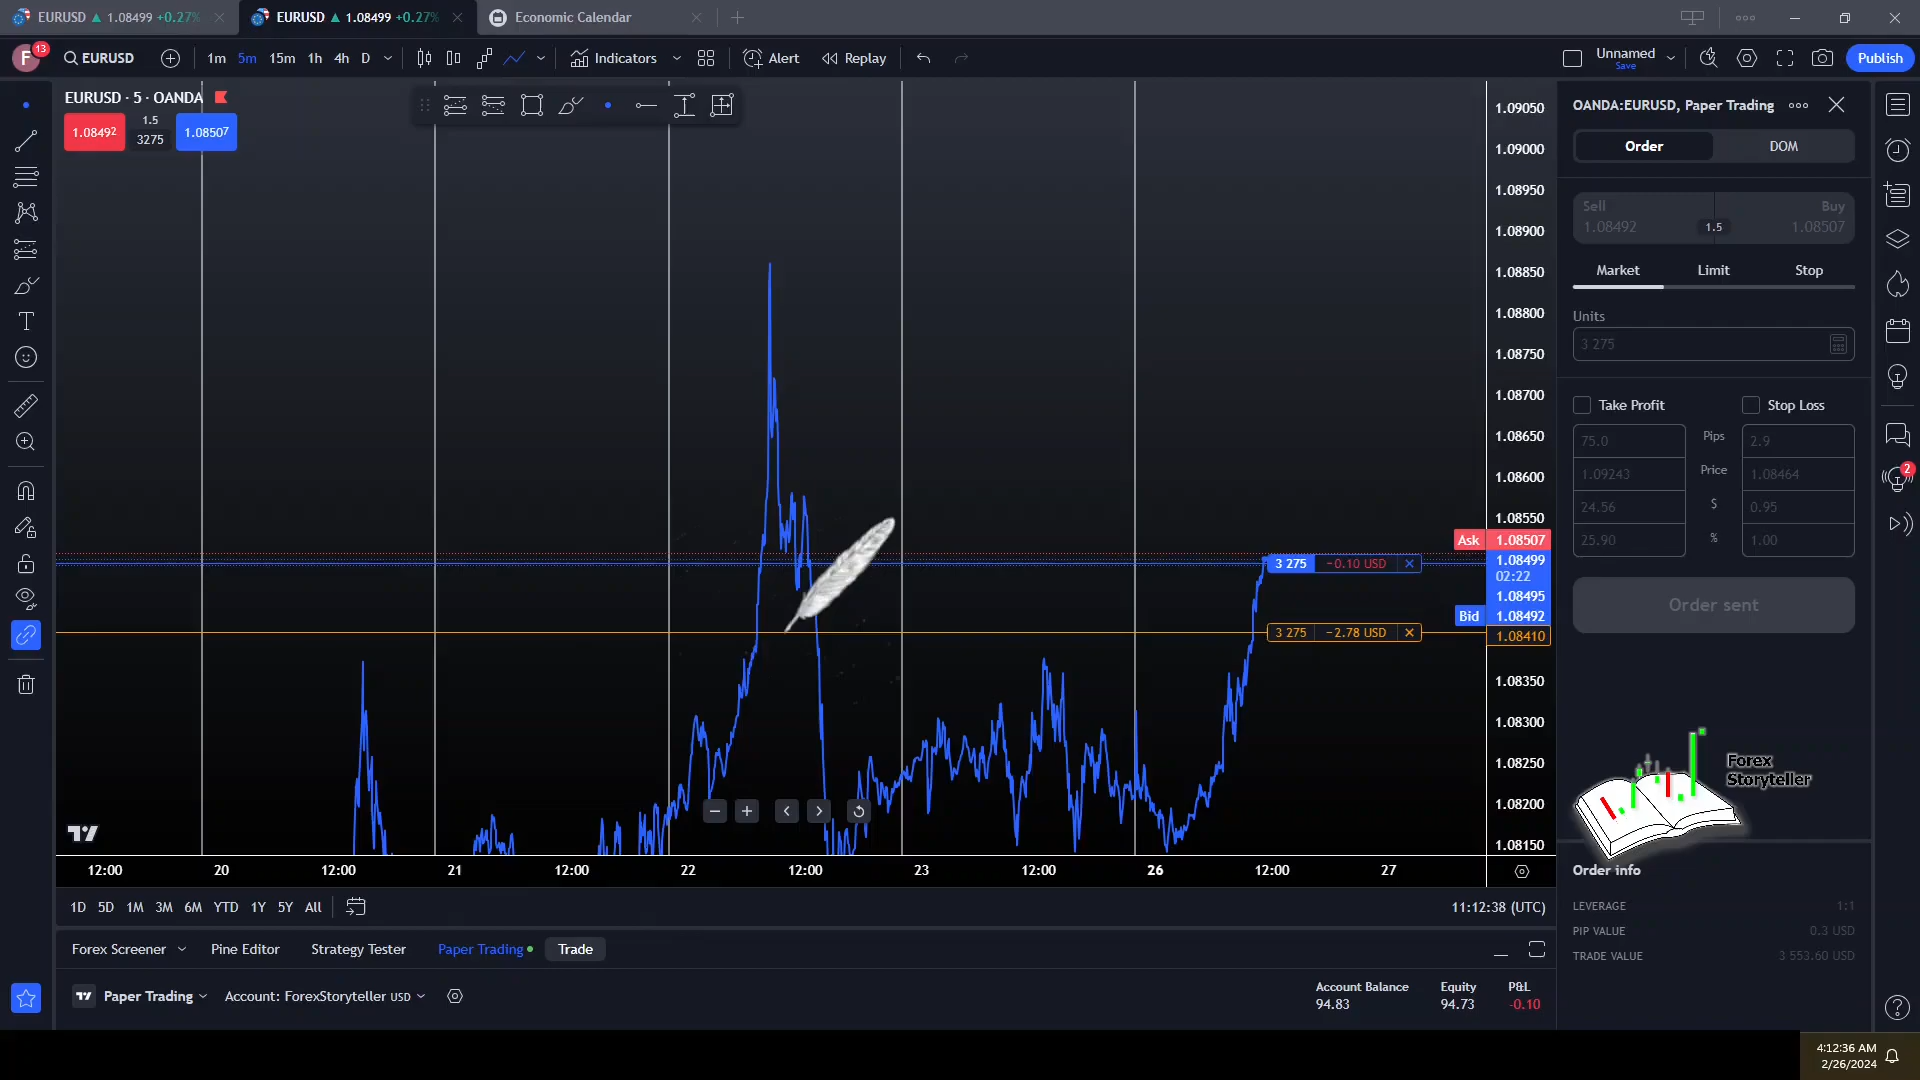 EURUSD ▲ 1.08499 +0.27%
EURUSD ▲ 1.08499 +0.27%
Economic Calendar
F
13
EURUSD
1m 5m 15m 1h 4h D
Indicators
Alert
Replay
Unnamed
Save
Publish
EURUSD · 5 · OANDA
1.08492
1.5
3275
1.08507
1.09050
1.09000
1.08950
1.08900
1.08850
1.08800
1.08750
1.08700
1.08650
1.08600
1.08550
Ask 1.08507
1.08499
02:22
1.08495
Bid 1.08492
1.08410
1.08350
1.08300
1.08250
1.08200
1.08150
3 275 −0.10 USD
3 275 −2.78 USD
12:00 20 12:00 21 12:00 22 12:00 23 12:00 26 12:00 27
1D 5D 1M 3M 6M YTD 1Y 5Y All
11:12:38 (UTC)
Forex Screener Pine Editor Strategy Tester Paper Trading Trade
Paper Trading Account: ForexStoryteller USD
Account Balance
94.83
Equity
94.73
P&L
-0.10
OANDA:EURUSD, Paper Trading
Order DOM
Sell
1.08492
1.5
Buy
1.08507
Market Limit Stop
Units
3 275
Take Profit Stop Loss
75.0 Pips 2.9
1.09243 Price 1.08464
24.56 $ 0.95
25.90 % 1.00
Order sent
Forex
Storyteller
Order info
LEVERAGE 1:1
PIP VALUE 0.3 USD
TRADE VALUE 3 553.60 USD
2
4:12:36 AM
2/26/2024